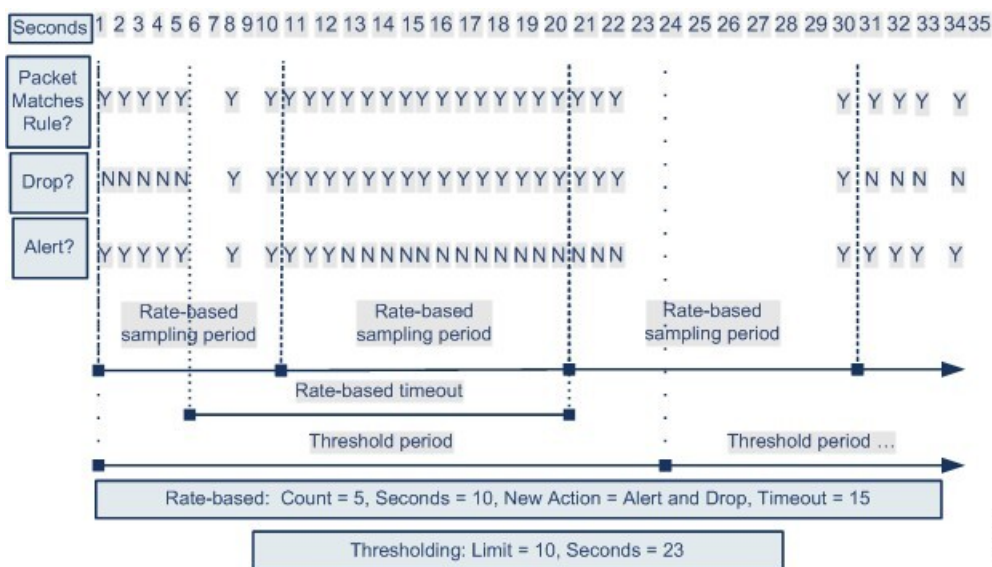 Seconds 1 2 3 4 5 6 7 8 9 10 11 12 13 14 15 16 17 18 19 20 21 22 23 24 25 26 27 28 29 30 31 32 33 34 35
Packet
Matches
Rule?
Y Y Y Y Y Y Y Y Y Y Y Y Y Y Y Y Y Y Y Y Y Y Y Y Y Y Y Y Y Y
Drop?
N N N N N Y Y Y Y Y Y Y Y Y Y Y Y Y Y Y Y Y Y Y Y Y N N N N
Alert?
Y Y Y Y Y Y Y Y Y Y N N N N N N N N N N N N N N N Y Y Y Y Y
Rate-based
sampling period
Rate-based
sampling period
Rate-based
sampling period
Rate-based timeout
Threshold period
Threshold period ...
Rate-based: Count = 5, Seconds = 10, New Action = Alert and Drop, Timeout = 15
Thresholding: Limit = 10, Seconds = 23